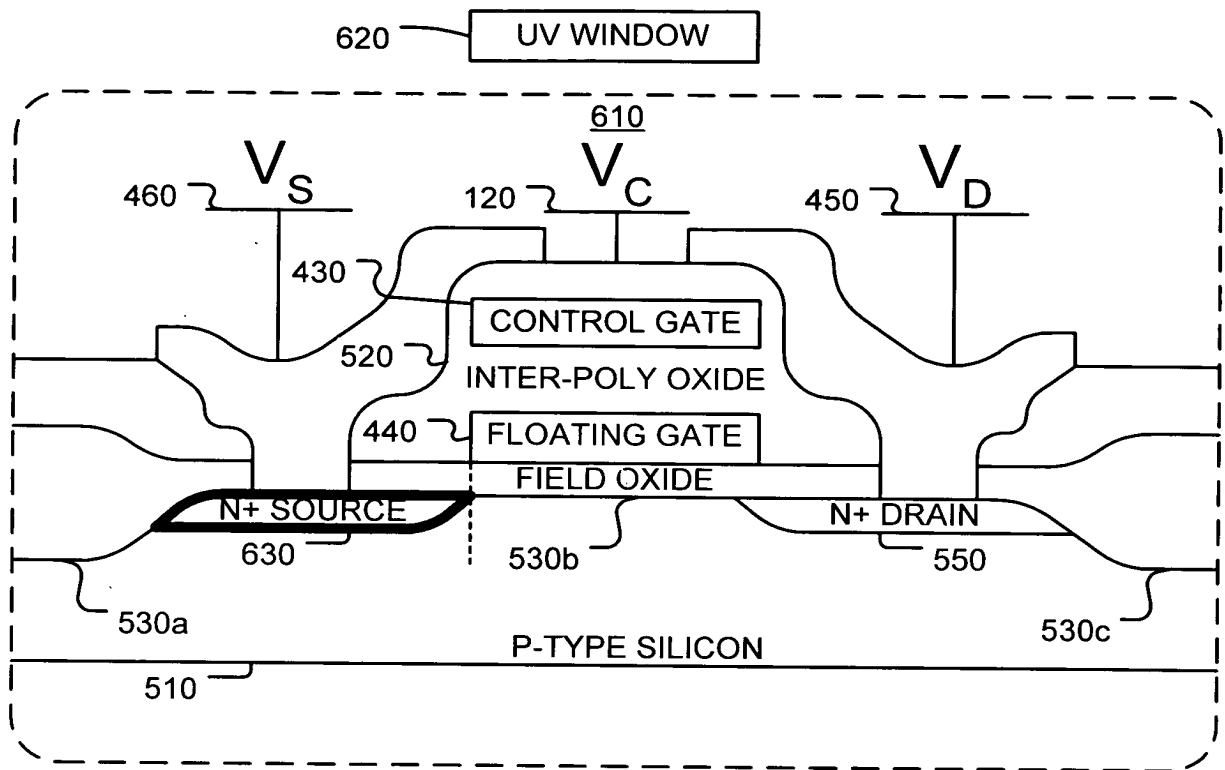 620
UV WINDOW
610
460
V S
120
V C
450
V D
430
CONTROL GATE
520
INTER-POLY OXIDE
440
FLOATING GATE
FIELD OXIDE
N+ SOURCE
N+ DRAIN
630
530b
550
530a
530c
P-TYPE SILICON
510